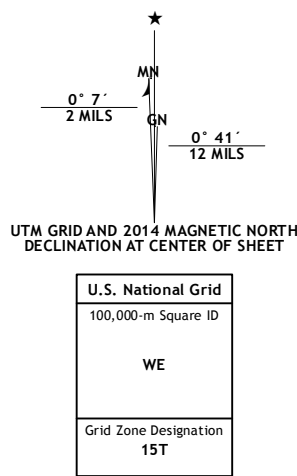 ★
MN
0° 7´
2 MILS
GN
0° 41´
12 MILS
UTM GRID AND 2014 MAGNETIC NORTH
DECLINATION AT CENTER OF SHEET
U.S. National Grid
100,000-m Square ID
WE
Grid Zone Designation
15T